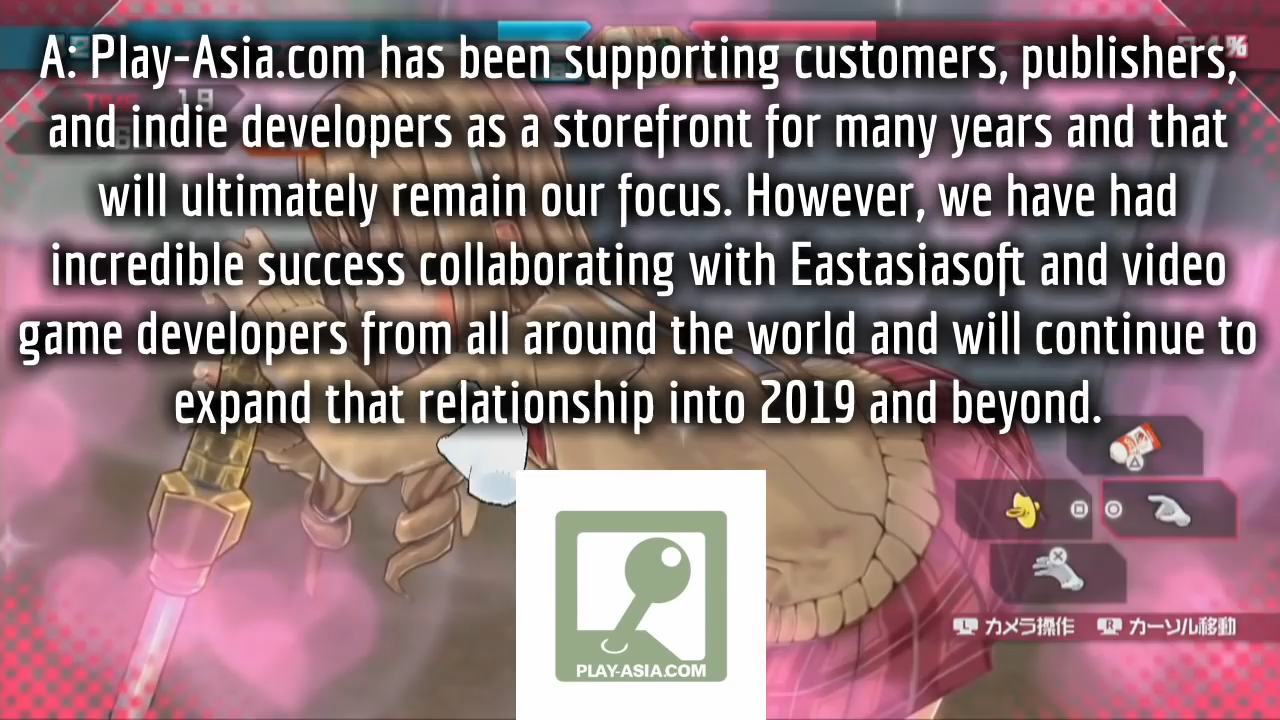 A: Play-Asia.com has been supporting customers, publishers,
and indie developers as a storefront for many years and that
will ultimately remain our focus. However, we have had
incredible success collaborating with Eastasiasoft and video
game developers from all around the world and will continue to
expand that relationship into 2019 and beyond.
L カメラ操作 R カーソル移動
PLAY-ASIA.COM